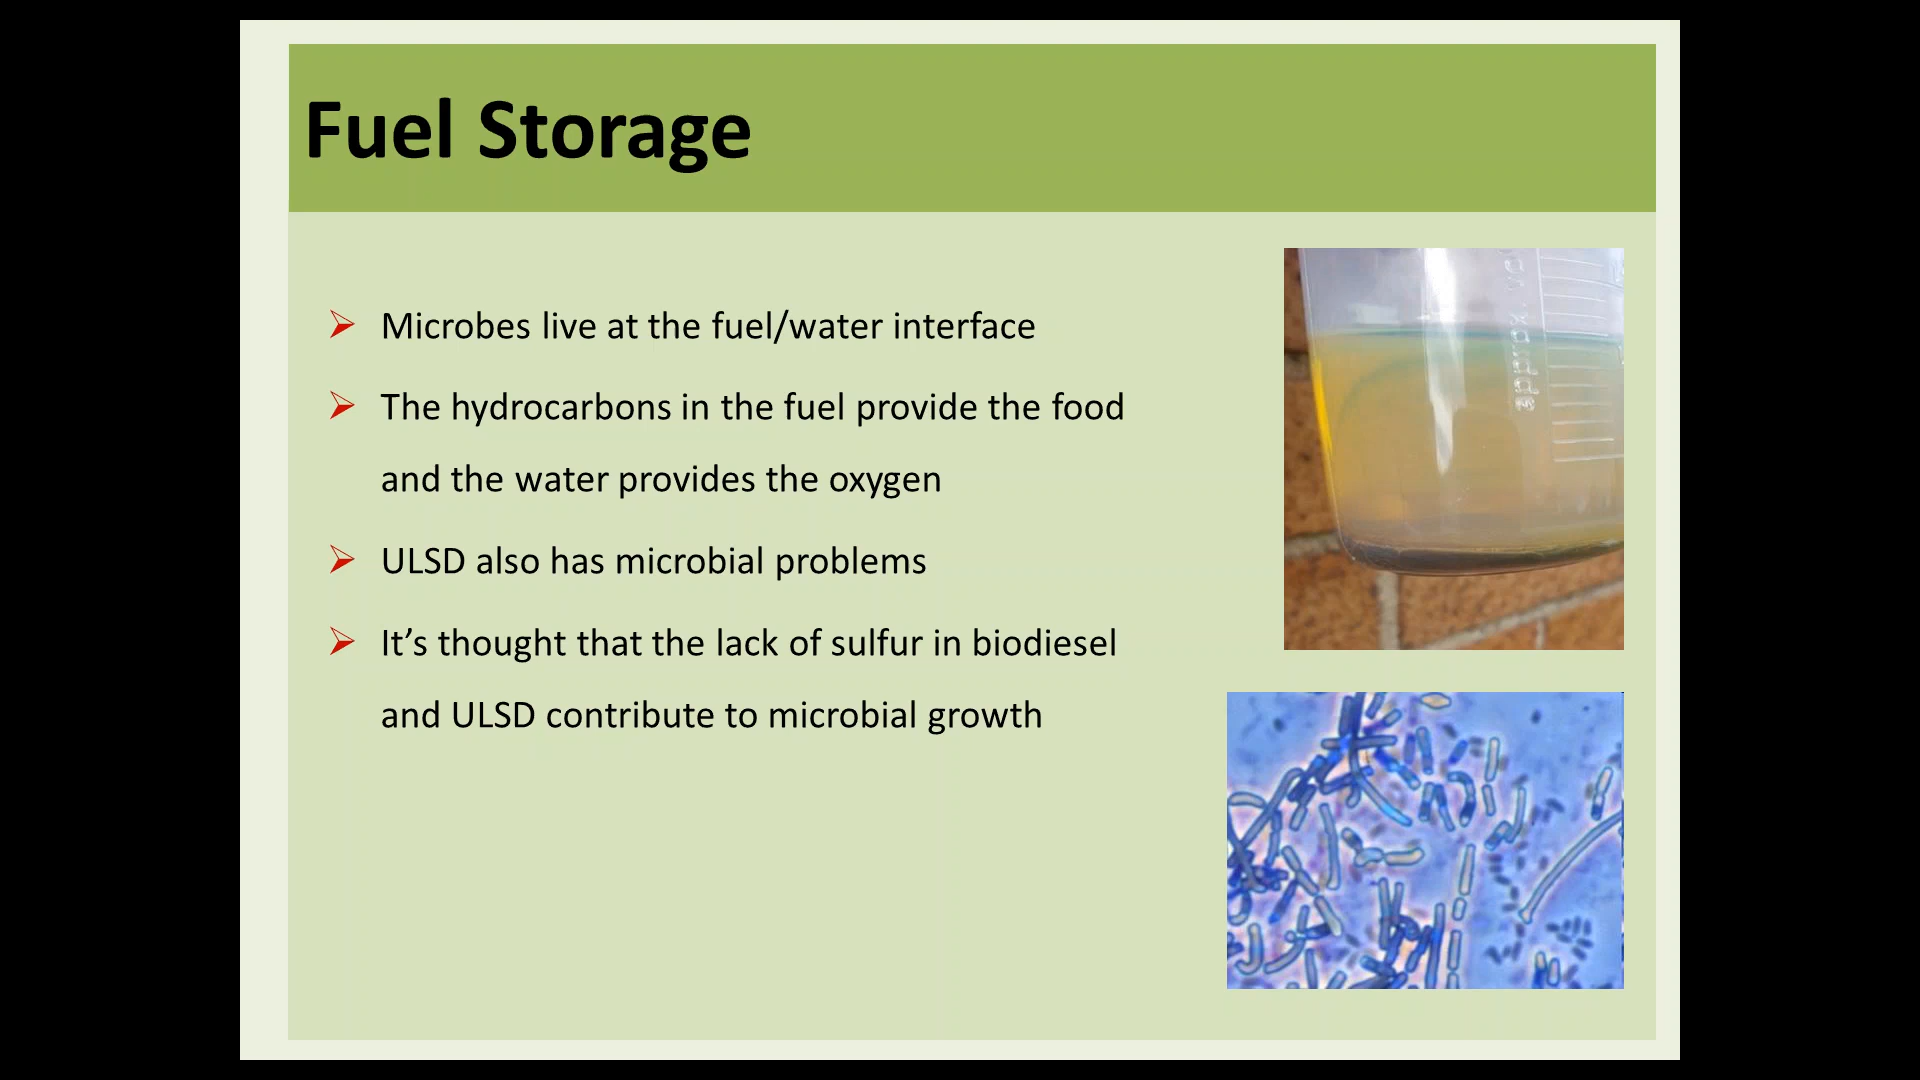 Fuel Storage
Microbes live at the fuel/water interface
The hydrocarbons in the fuel provide the food
and the water provides the oxygen
ULSD also has microbial problems
It’s thought that the lack of sulfur in biodiesel
and ULSD contribute to microbial growth